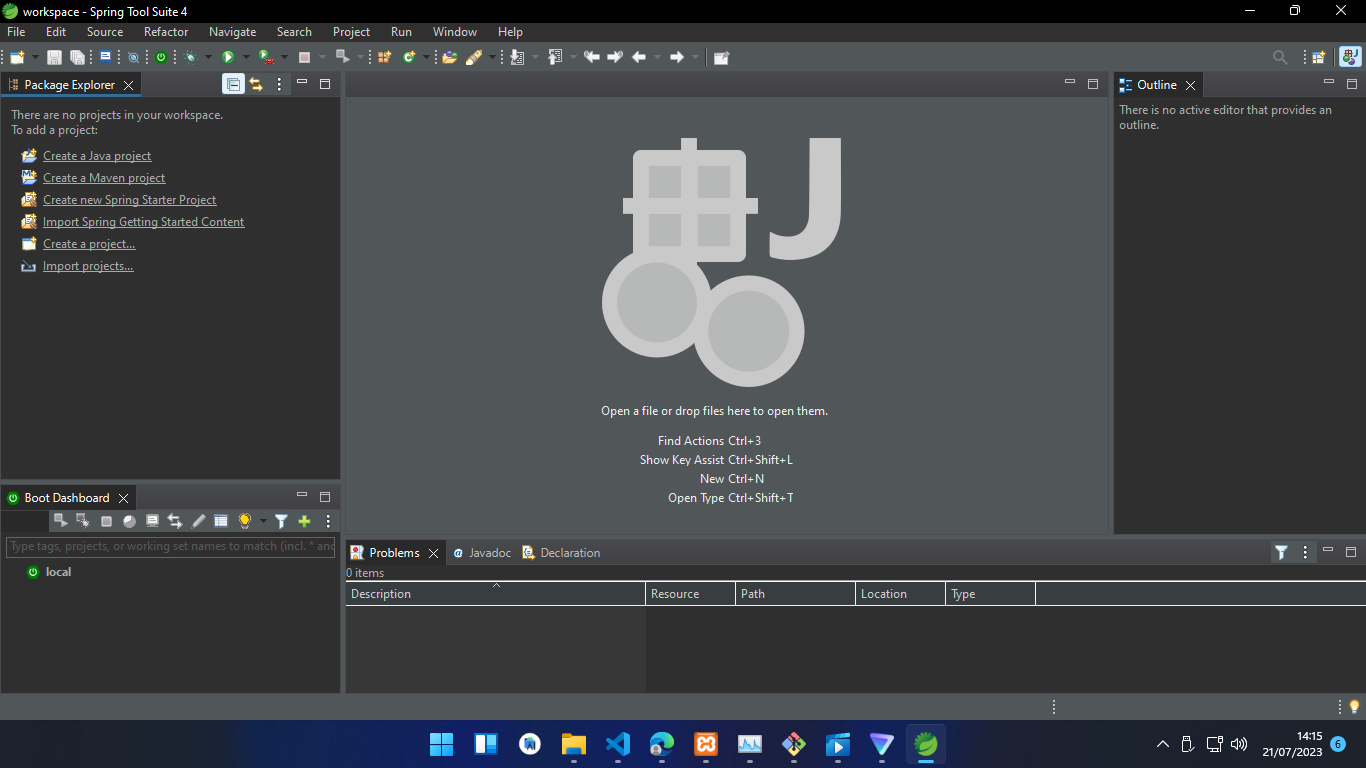 workspace - Spring Tool Suite 4
File Edit Source Refactor Navigate Search Project Run Window Help
Package Explorer
There are no projects in your workspace.
To add a project:
Create a Java project
Create a Maven project
Create new Spring Starter Project
Import Spring Getting Started Content
Create a project...
Import projects...
J
Open a file or drop files here to open them.
Find Actions Ctrl+3
Show Key Assist Ctrl+Shift+L
New Ctrl+N
Open Type Ctrl+Shift+T
Outline
There is no active editor that provides an
outline.
Boot Dashboard
Type tags, projects, or working set names to match (incl. * and
local
Problems @ Javadoc Declaration
0 items
Description Resource Path Location Type
14:15
21/07/2023
6